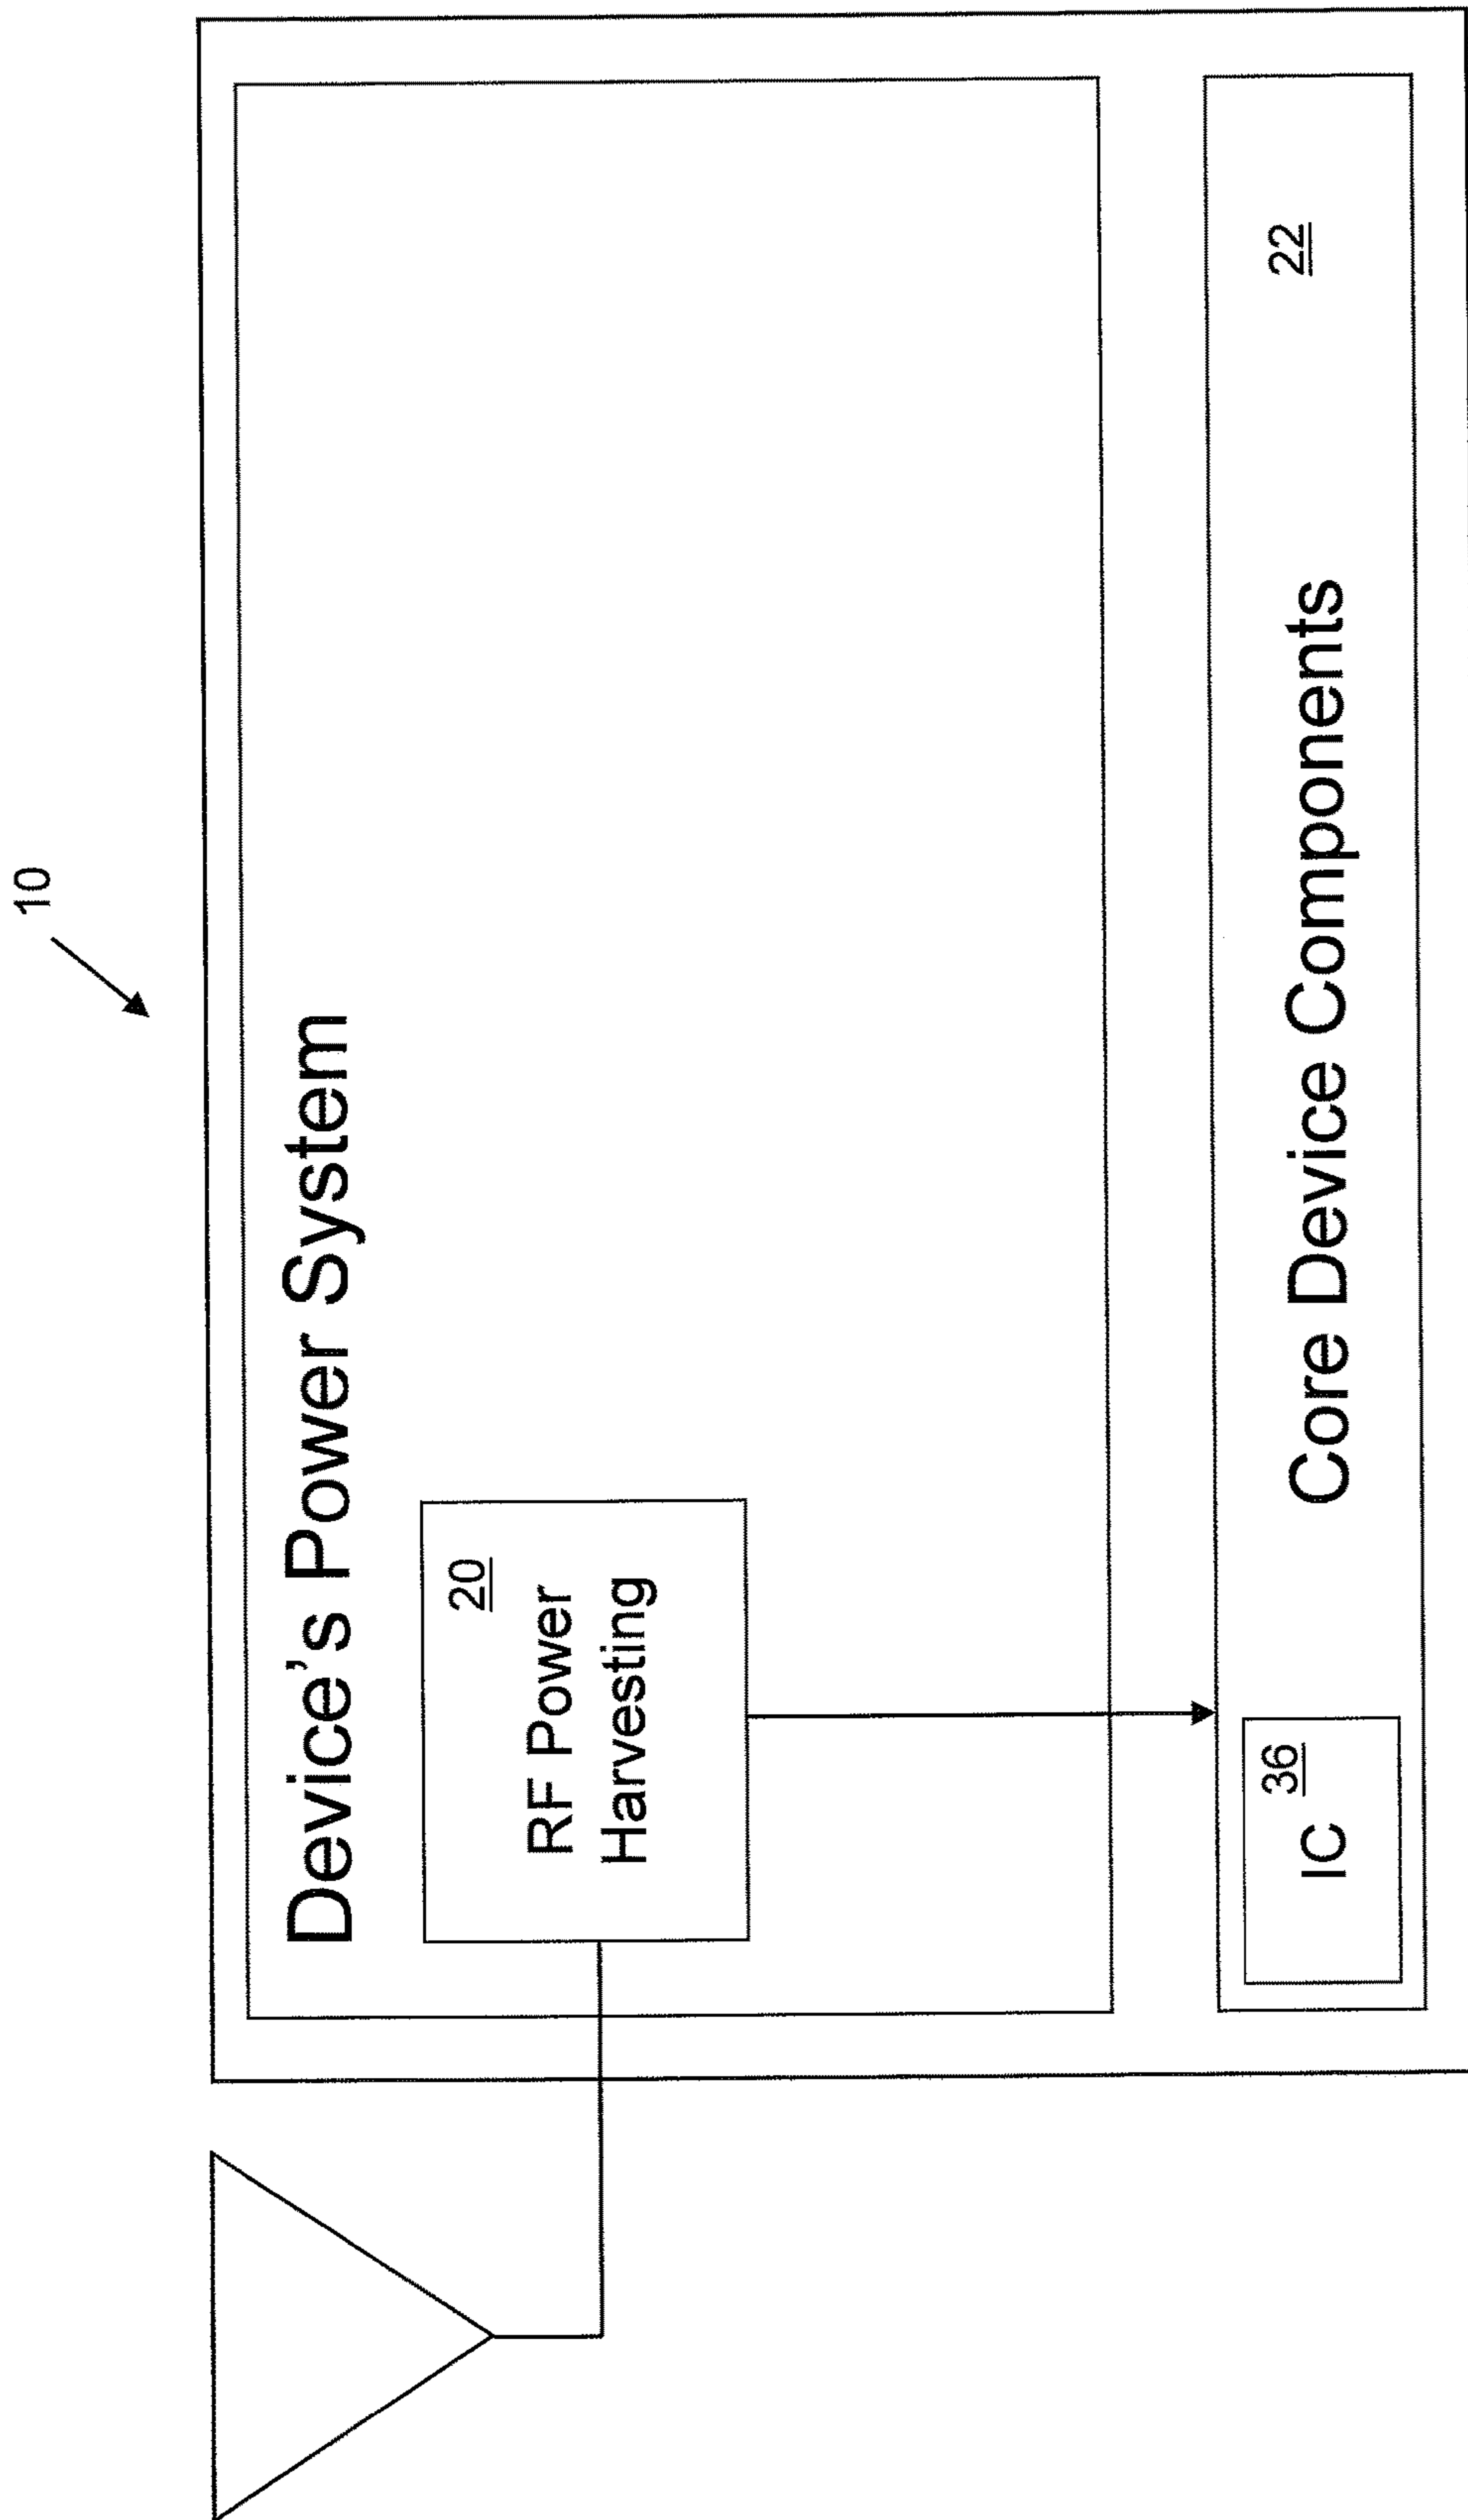 10
Device's Power System
20
RF Power
Harvesting
IC
36
Core Device Components
22